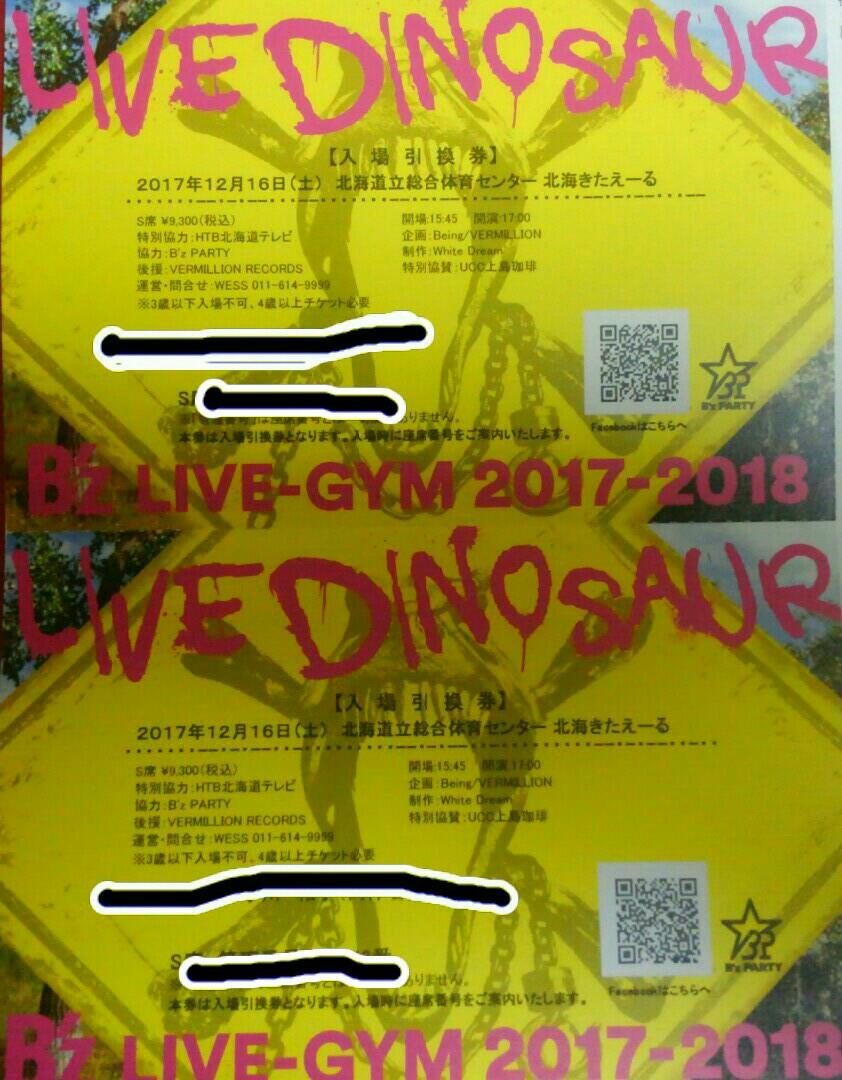 LIVE DINOSAUR
【入場引換券】
2017年12月16日(土) 北海道立総合体育センター 北海きたえーる
S席 ¥9,300(税込)
特別協力:HTB北海道テレビ
協力:B'z PARTY
後援:VERMILLION RECORDS
運営・問合せ:WESS 011-614-9999
※3歳以下入場不可、4歳以上チケット必要
開場:15:45 開演:17:00
企画:Being/VERMILLION
制作:White Dream
特別協賛:UCC上島珈琲
ありません。
本券は入場引換券となります。入場時に座席番号をご案内いたします。
B'z PARTY
Facebookはこちらへ
B'z LIVE-GYM 2017-2018
LIVE DINOSAUR
【入場引換券】
2017年12月16日(土) 北海道立総合体育センター 北海きたえーる
S席 ¥9,300(税込)
特別協力:HTB北海道テレビ
協力:B'z PARTY
後援:VERMILLION RECORDS
運営・問合せ:WESS 011-614-9999
※3歳以下入場不可、4歳以上チケット必要
開場:15:45 開演:17:00
企画:Being/VERMILLION
制作:White Dream
特別協賛:UCC上島珈琲
ありません。
本券は入場引換券となります。入場時に座席番号をご案内いたします。
B'z PARTY
Facebookはこちらへ
B'z LIVE-GYM 2017-2018